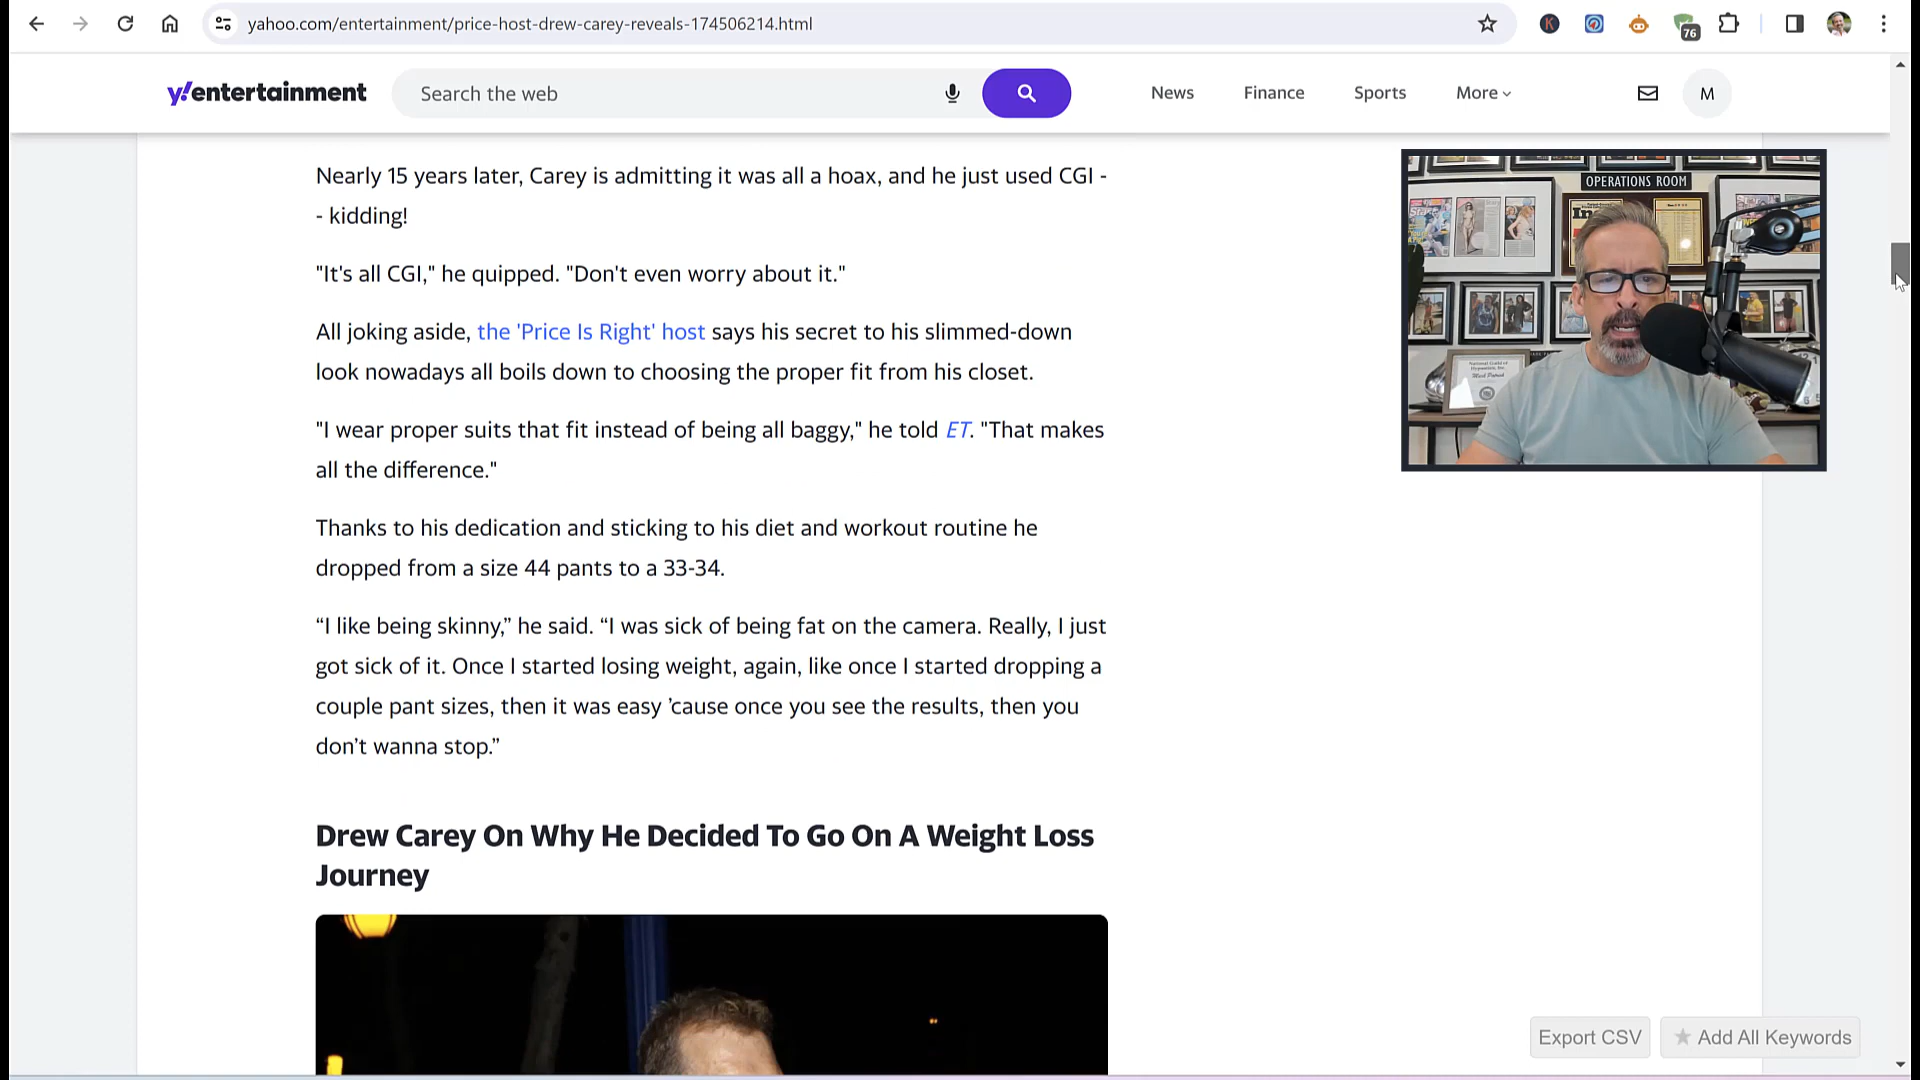 yahoo.com/entertainment/price-host-drew-carey-reveals-174506214.html
76
y!entertainment
Search the web
News
Finance
Sports
More
M
Nearly 15 years later, Carey is admitting it was all a hoax, and he just used CGI -
- kidding!
"It's all CGI," he quipped. "Don't even worry about it."
All joking aside, the 'Price Is Right' host says his secret to his slimmed-down
look nowadays all boils down to choosing the proper fit from his closet.
"I wear proper suits that fit instead of being all baggy," he told ET. "That makes
all the difference."
Thanks to his dedication and sticking to his diet and workout routine he
dropped from a size 44 pants to a 33-34.
“I like being skinny,” he said. “I was sick of being fat on the camera. Really, I just
got sick of it. Once I started losing weight, again, like once I started dropping a
couple pant sizes, then it was easy ’cause once you see the results, then you
don’t wanna stop.”
Drew Carey On Why He Decided To Go On A Weight Loss
Journey
OPERATIONS ROOM
Export CSV
Add All Keywords